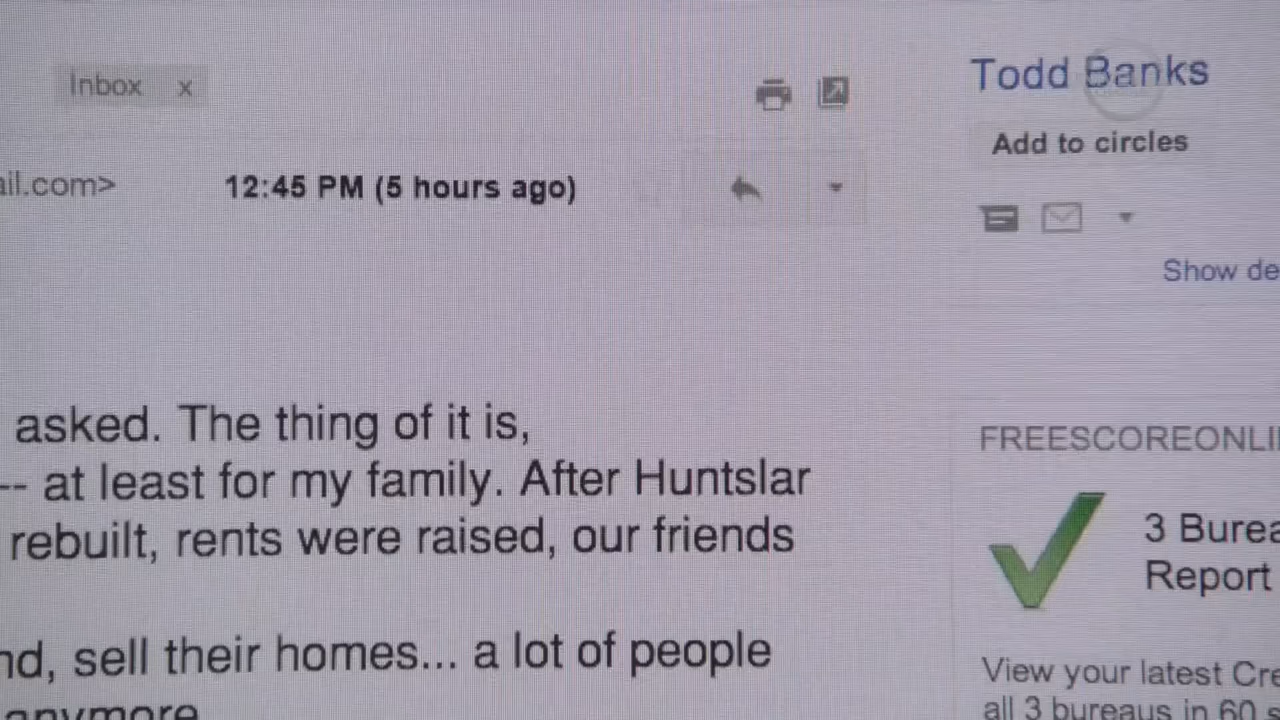 Inbox x
Todd Banks
Add to circles
ail.com> 12:45 PM (5 hours ago)
Show de
asked. The thing of it is,
-- at least for my family. After Huntslar
rebuilt, rents were raised, our friends
nd, sell their homes... a lot of people
anymore
FREESCOREONLI
3 Burea
Report
View your latest Cre
all 3 bureaus in 60 s